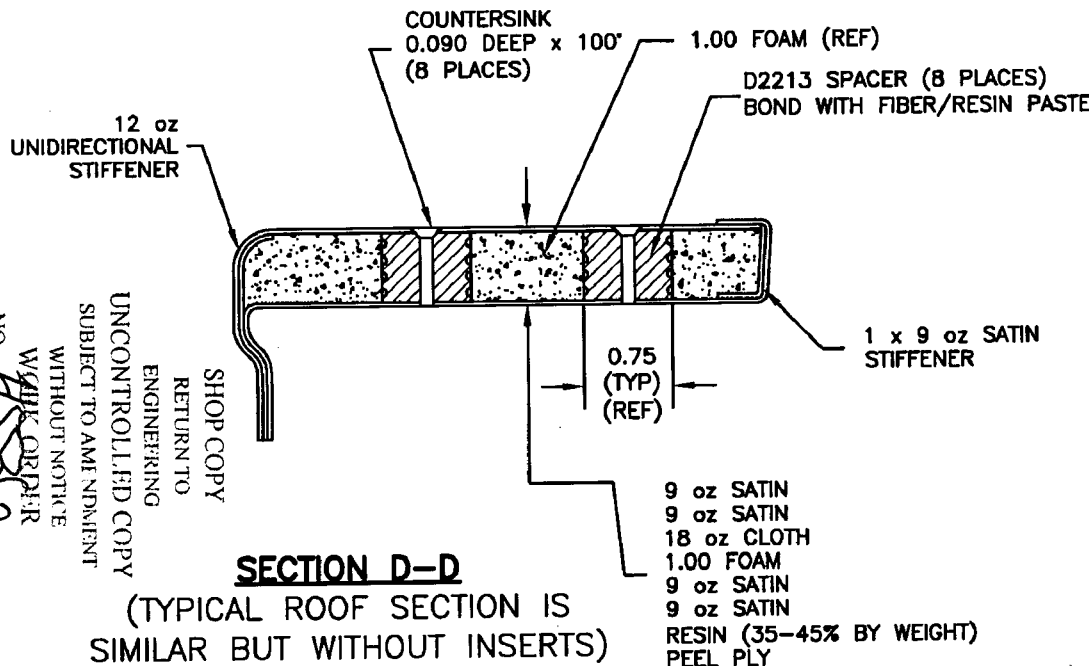 COUNTERSINK
0.090 DEEP x 100°
(8 PLACES)
1.00 FOAM (REF)
D2213 SPACER (8 PLACES)
BOND WITH FIBER/RESIN PASTE
12 oz
UNIDIRECTIONAL
STIFFENER
1 x 9 oz SATIN
STIFFENER
0.75
(TYP)
(REF)
SHOP COPY
RETURN TO
ENGINEERING
UNCONTROLLED COPY
SUBJECT TO AMENDMENT
WITHOUT NOTICE
WORK ORDER
NO.
9 oz SATIN
9 oz SATIN
18 oz CLOTH
1.00 FOAM
9 oz SATIN
9 oz SATIN
RESIN (35-45% BY WEIGHT)
PEEL PLY
SECTION D-D
(TYPICAL ROOF SECTION IS
SIMILAR BUT WITHOUT INSERTS)